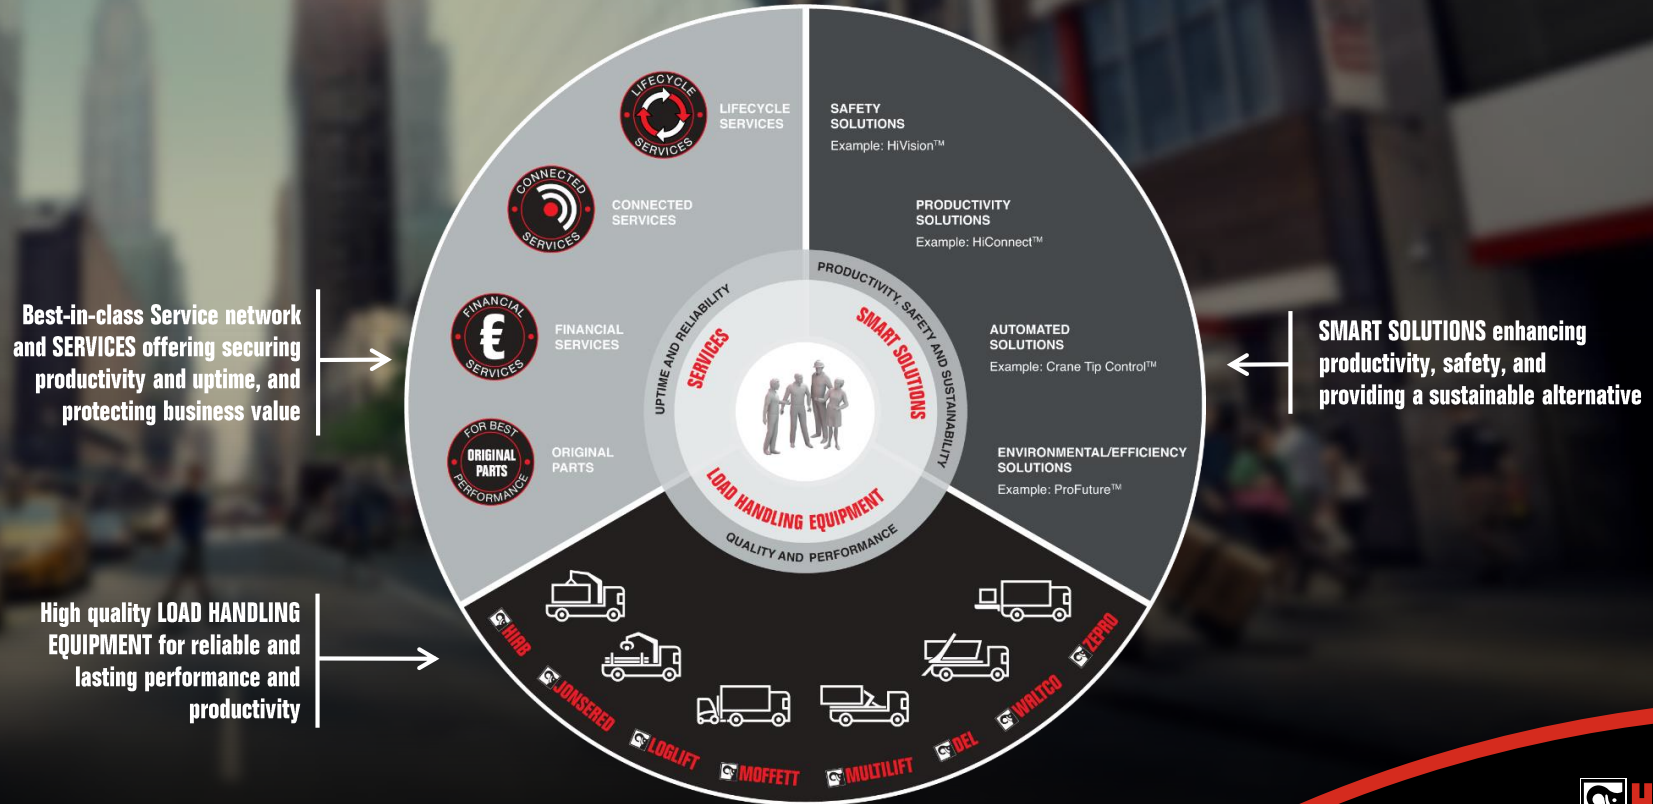 LIFECYCLE
SERVICES
LIFECYCLE
SERVICES
CONNECTED
SERVICES
CONNECTED
SERVICES
FINANCIAL
€
SERVICES
FINANCIAL
SERVICES
FOR BEST
ORIGINAL
PARTS
PERFORMANCE
ORIGINAL
PARTS
SAFETY
SOLUTIONS
Example: HiVision™
PRODUCTIVITY
SOLUTIONS
Example: HiConnect™
AUTOMATED
SOLUTIONS
Example: Crane Tip Control™
ENVIRONMENTAL/EFFICIENCY
SOLUTIONS
Example: ProFuture™
UPTIME AND RELIABILITY
SERVICES
PRODUCTIVITY, SAFETY AND SUSTAINABILITY
SMART SOLUTIONS
LOAD HANDLING EQUIPMENT
QUALITY AND PERFORMANCE
Best-in-class Service network
and SERVICES offering securing
productivity and uptime, and
protecting business value
SMART SOLUTIONS enhancing
productivity, safety, and
providing a sustainable alternative
High quality LOAD HANDLING
EQUIPMENT for reliable and
lasting performance and
productivity
HIAB
JONSERED
LOGLIFT
MOFFETT
MULTILIFT
DEL
WALTCO
ZEPRO